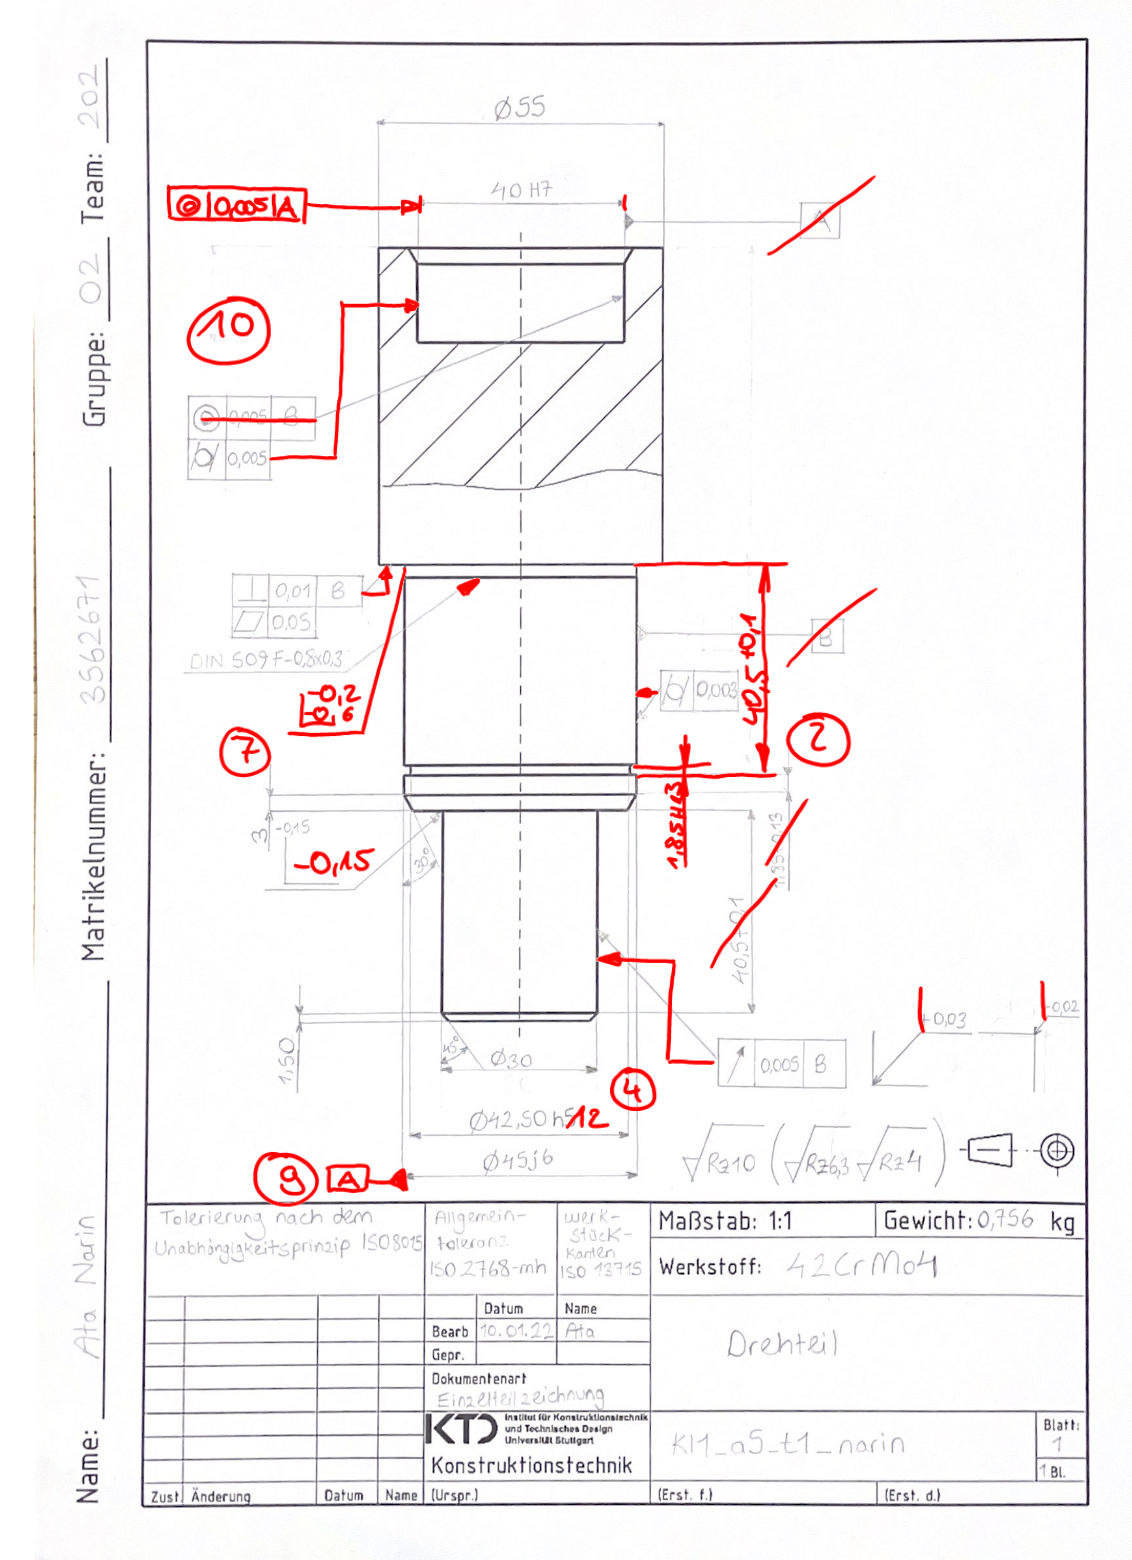 Name: Ata Narin Matrikelnummer: 3562671 Gruppe: 02 Team: 202
Ø55
40 H7
◎ 0,005 A
A
10
◎ 0,005 B
⌭ 0,005
⊥ 0,01 B
⏥ 0,05
DIN 509 F-0,8x0,3
-0,2
-0,6
B
⌭ 0,003
40,5 +0,1
7
2
1,85 H13
3 -0,15
-0,15
30°
1,85 H13
40,5+0,1
+0,03
-0,02
1,50
45°
Ø30
↗ 0,005 B
4
Ø42,50 h12
9 A
Ø45j6
√Rz10 (√Rz6,3 √Rz4)
Tolerierung nach dem
Unabhängigkeitsprinzip ISO8015
Allgemein-
toleranz
ISO 2768-mh
Werk-
stück-
kanten
ISO 13715
Maßstab: 1:1
Gewicht: 0,756 kg
Werkstoff: 42CrMo4
Datum Name
Bearb 10.01.22 Ata
Gepr.
Dokumentenart
Einzelteilzeichnung
Drehteil
KTD Institut für Konstruktionstechnik
und Technisches Design
Universität Stuttgart
Konstruktionstechnik
Kl1_a5_t1_narin
Blatt:
1
1 Bl.
Zust. Änderung Datum Name (Urspr.) (Erst. f.) (Erst. d.)